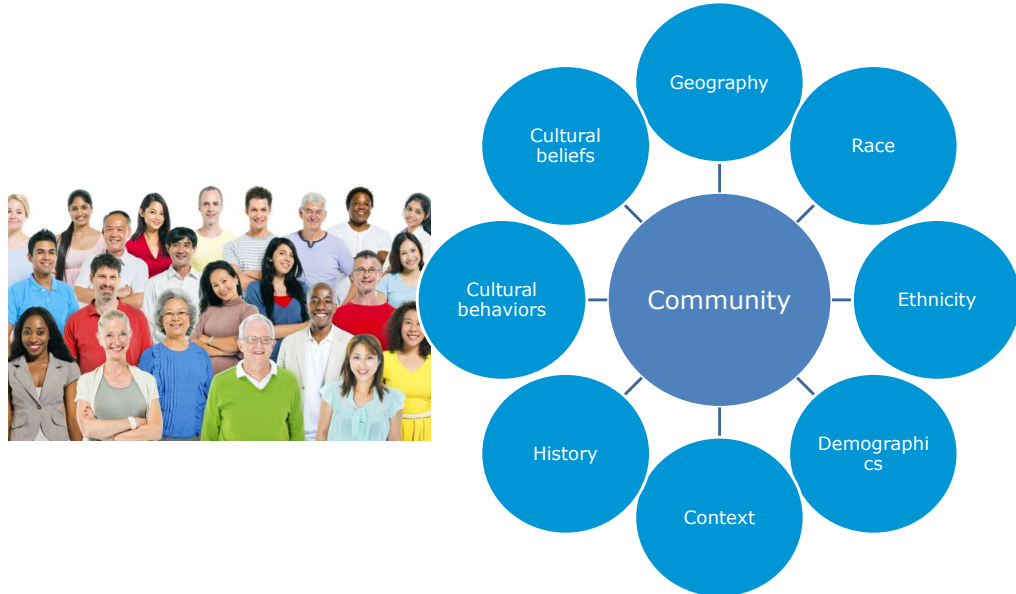 Geography
Cultural
beliefs
Race
Cultural
behaviors
Community
Ethnicity
History
Demographi
cs
Context